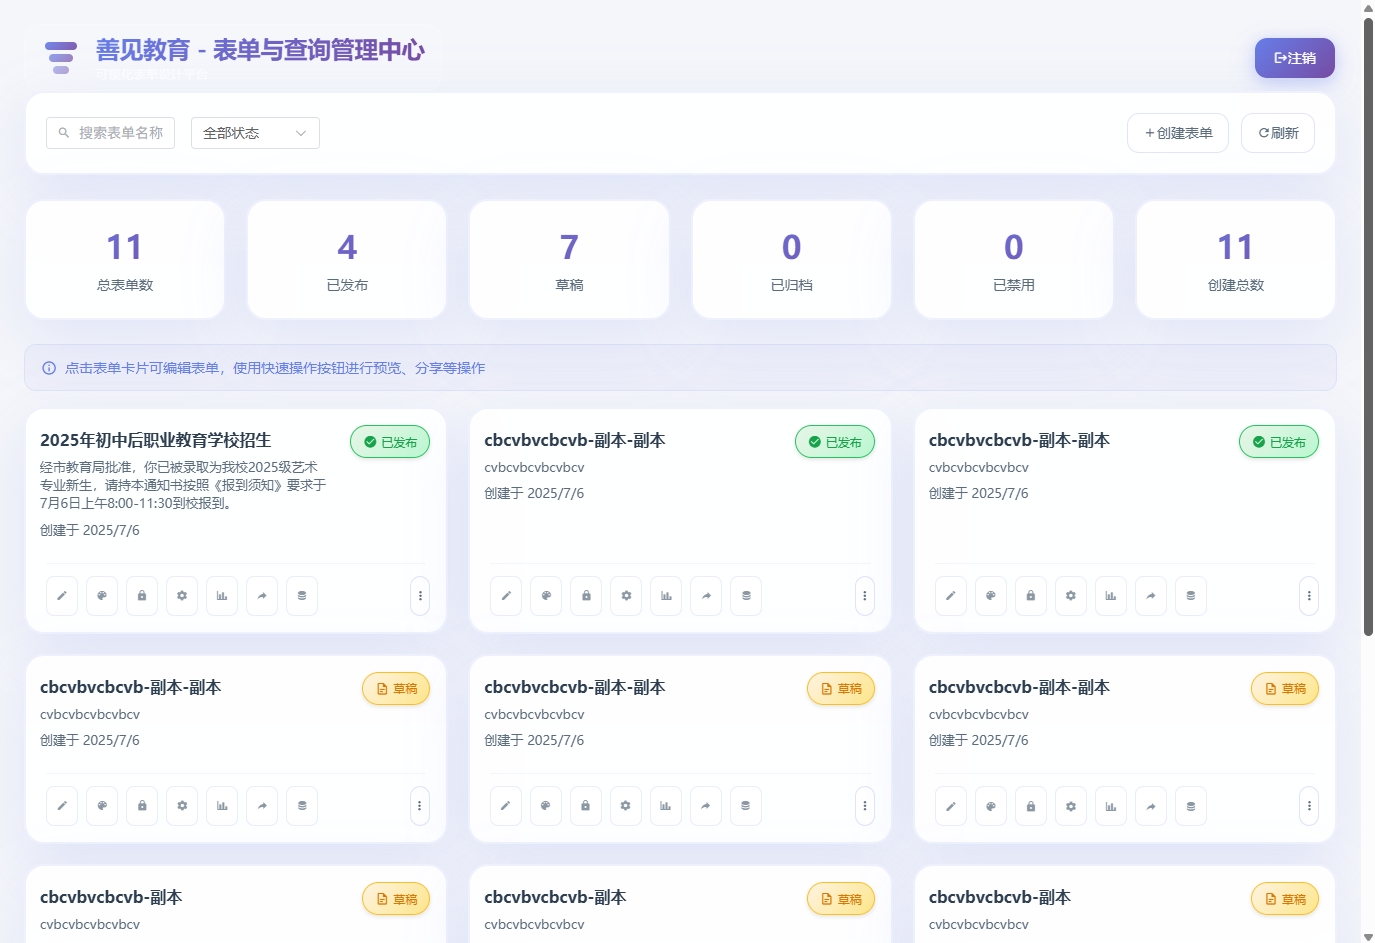 善见教育 - 表单与查询管理中心
注销
搜索表单名称
全部状态
+创建表单
刷新
11
总表单数
4
已发布
7
草稿
0
已归档
0
已禁用
11
创建总数
点击表单卡片可编辑表单，使用快速操作按钮进行预览、分享等操作
2025年初中后职业教育学校招生
已发布
经市教育局批准，你已被录取为我校2025级艺术
专业新生，请持本通知书按照《报到须知》要求于
7月6日上午8:00-11:30到校报到。
创建于 2025/7/6
cbcvbvcbcvb-副本-副本
已发布
cvbcvbcvbcvbcv
创建于 2025/7/6
cbcvbvcbcvb-副本-副本
已发布
cvbcvbcvbcvbcv
创建于 2025/7/6
cbcvbvcbcvb-副本-副本
草稿
cvbcvbcvbcvbcv
创建于 2025/7/6
cbcvbvcbcvb-副本-副本
草稿
cvbcvbcvbcvbcv
创建于 2025/7/6
cbcvbvcbcvb-副本-副本
草稿
cvbcvbcvbcvbcv
创建于 2025/7/6
cbcvbvcbcvb-副本
草稿
cvbcvbcvbcvbcv
cbcvbvcbcvb-副本
草稿
cvbcvbcvbcvbcv
cbcvbvcbcvb-副本
草稿
cvbcvbcvbcvbcv